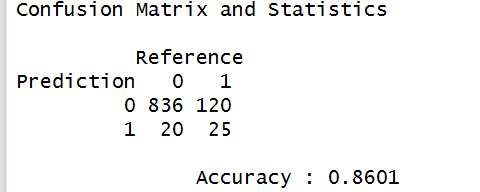 Confusion Matrix and Statistics
Reference
Prediction 0 1
0 836 120
1 20 25
Accuracy : 0.8601